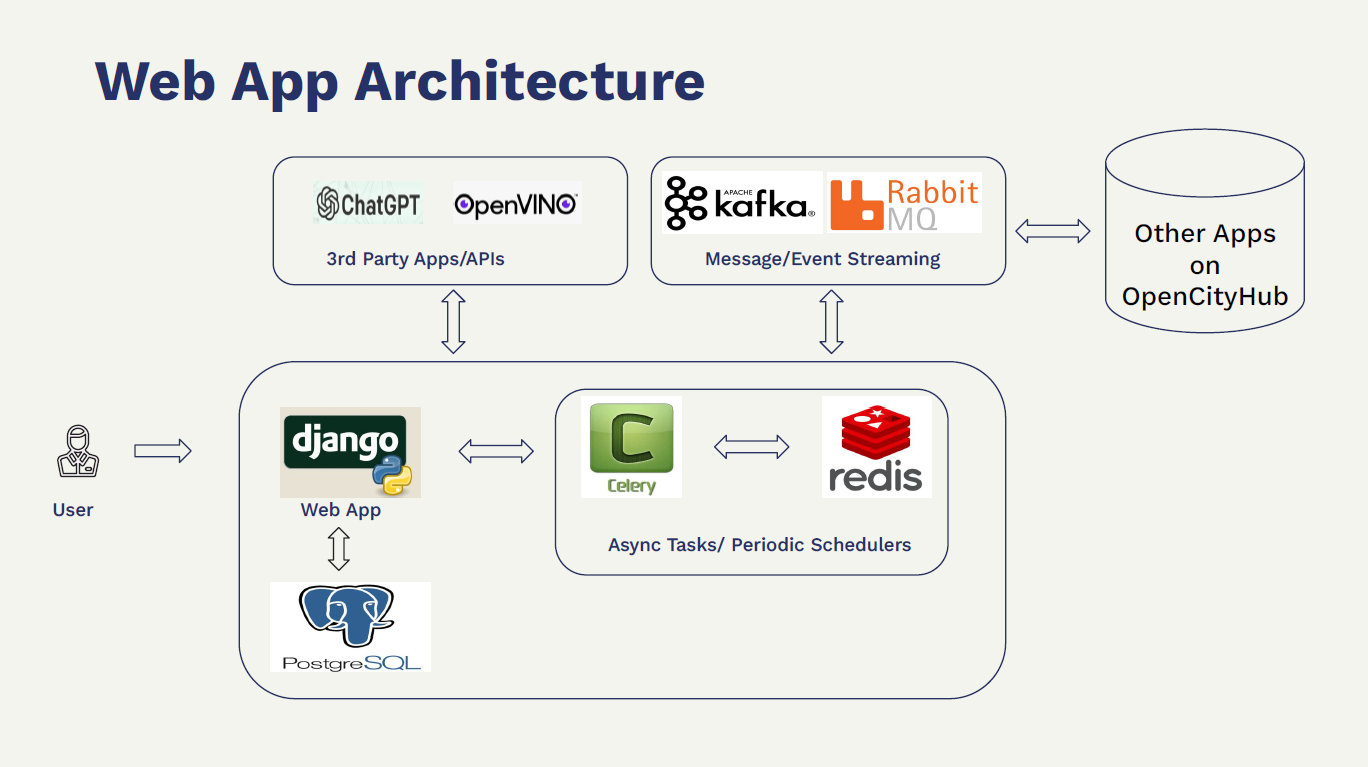 Web App Architecture
ChatGPT
OpenVINO™
3rd Party Apps/APIs
APACHE
kafka®
Rabbit
MQ
Message/Event Streaming
Other Apps
on
OpenCityHub
User
django
Web App
PostgreSQL
C
Celery
redis
Async Tasks/ Periodic Schedulers